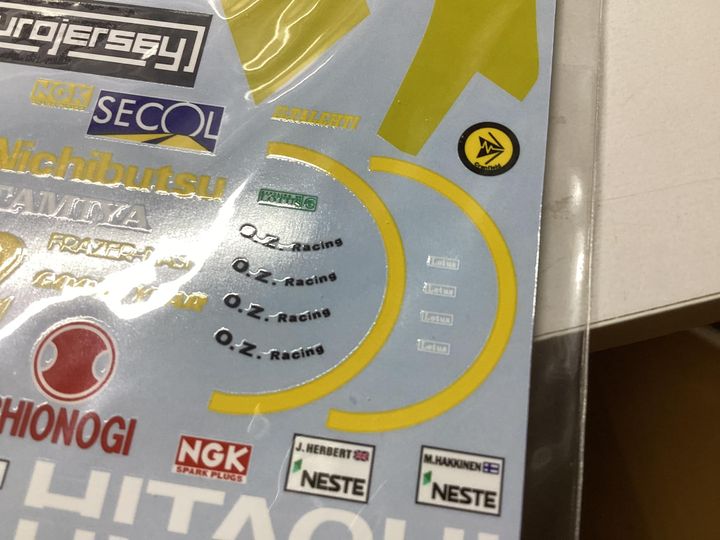 urojersey
NGK
SECOL
Nichibutsu
TAMIYA
O.Z. Racing
O.Z. Racing
O.Z. Racing
O.Z. Racing
Lotus
Lotus
Lotus
Lotus
HIONOGI
NGK
SPARK PLUGS
J.HERBERT
NESTE
M.HAKKINEN
NESTE
HITACHI